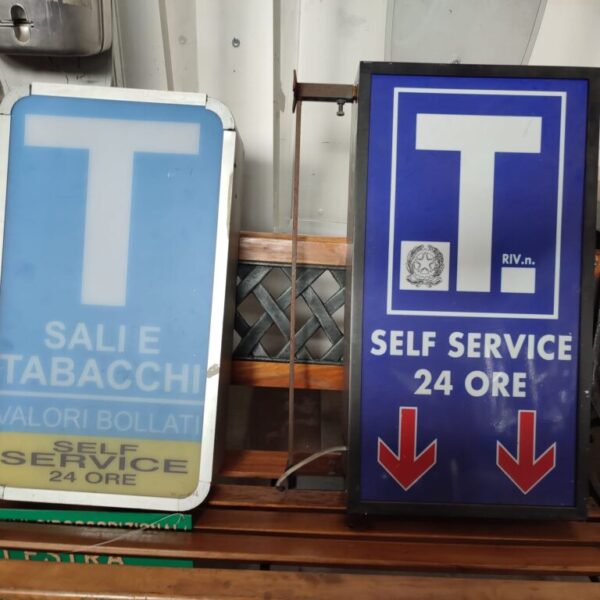 T
SALI E
TABACCHI
VALORI BOLLATI
SELF
SERVICE
24 ORE
T
RIV.n.
SELF SERVICE
24 ORE